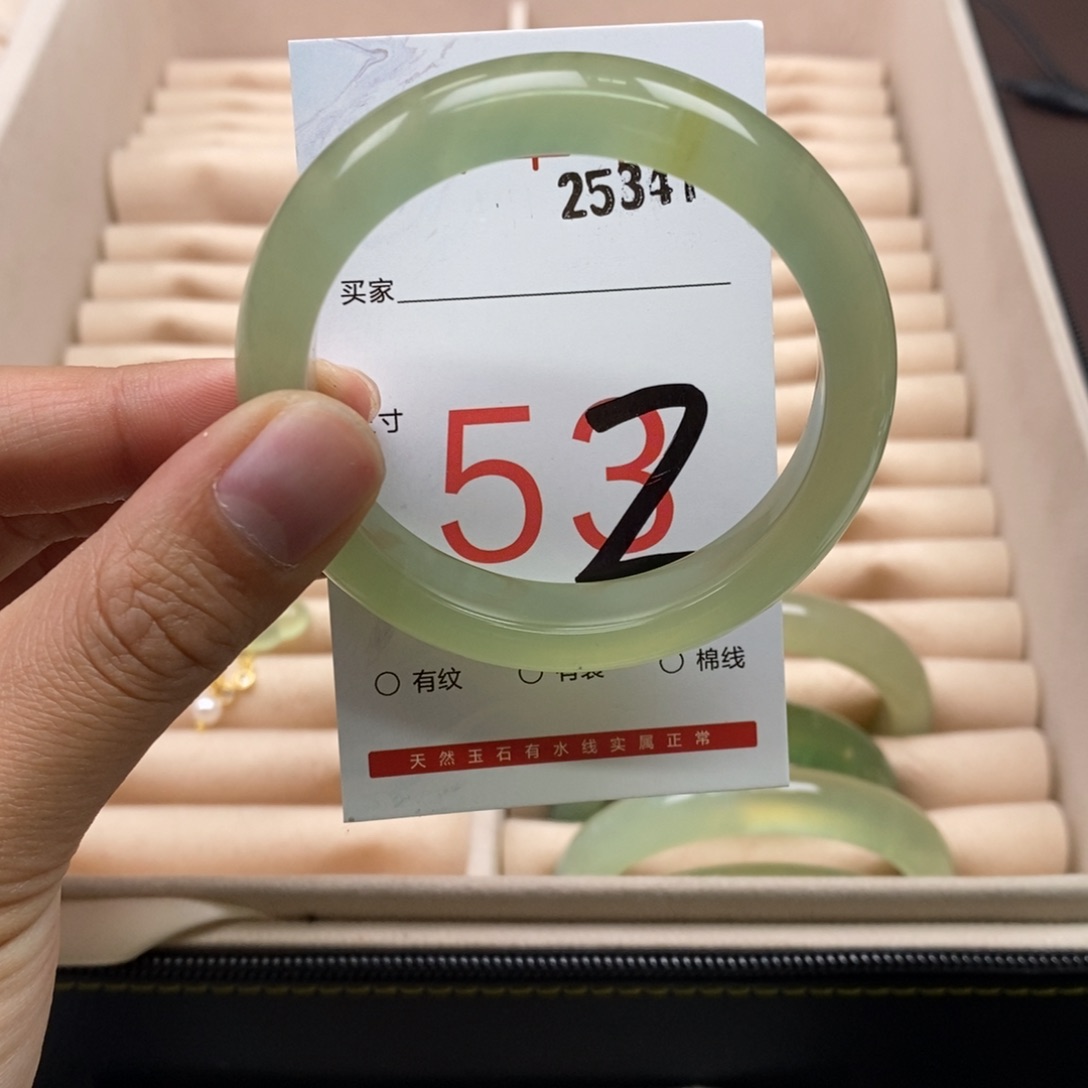 2534
买家
寸
53
2
有纹
棉线
天然玉石有水线实属正常